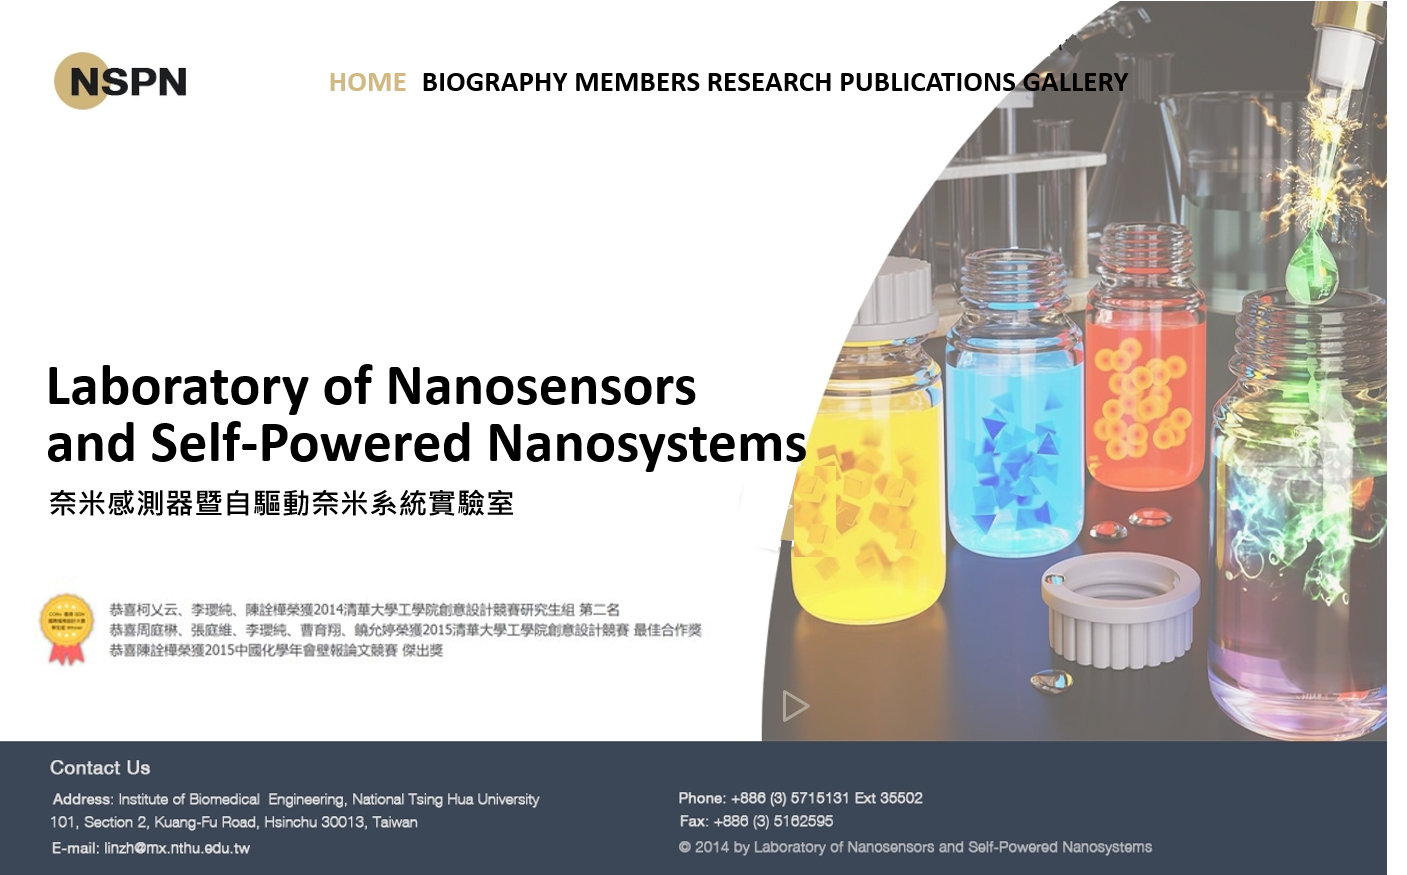 NSPN
HOME BIOGRAPHY MEMBERS RESEARCH PUBLICATIONS GALLERY
Laboratory of Nanosensors
and Self-Powered Nanosystems
奈米感測器暨自驅動奈米系統實驗室
恭喜柯乂云、李瓔純、陳詮樺榮獲2014清華大學工學院創意設計競賽研究生組 第二名
恭喜周庭楙、張庭維、李瓔純、曹育翔、饒允婷榮獲2015清華大學工學院創意設計競賽 最佳合作獎
恭喜陳詮樺榮獲2015中國化學年會壁報論文競賽 傑出獎
Contact Us
Address: Institute of Biomedical Engineering, National Tsing Hua University
101, Section 2, Kuang-Fu Road, Hsinchu 30013, Taiwan
E-mail: linzh@mx.nthu.edu.tw
Phone: +886 (3) 5715131 Ext 35502
Fax: +886 (3) 5162595
© 2014 by Laboratory of Nanosensors and Self-Powered Nanosystems